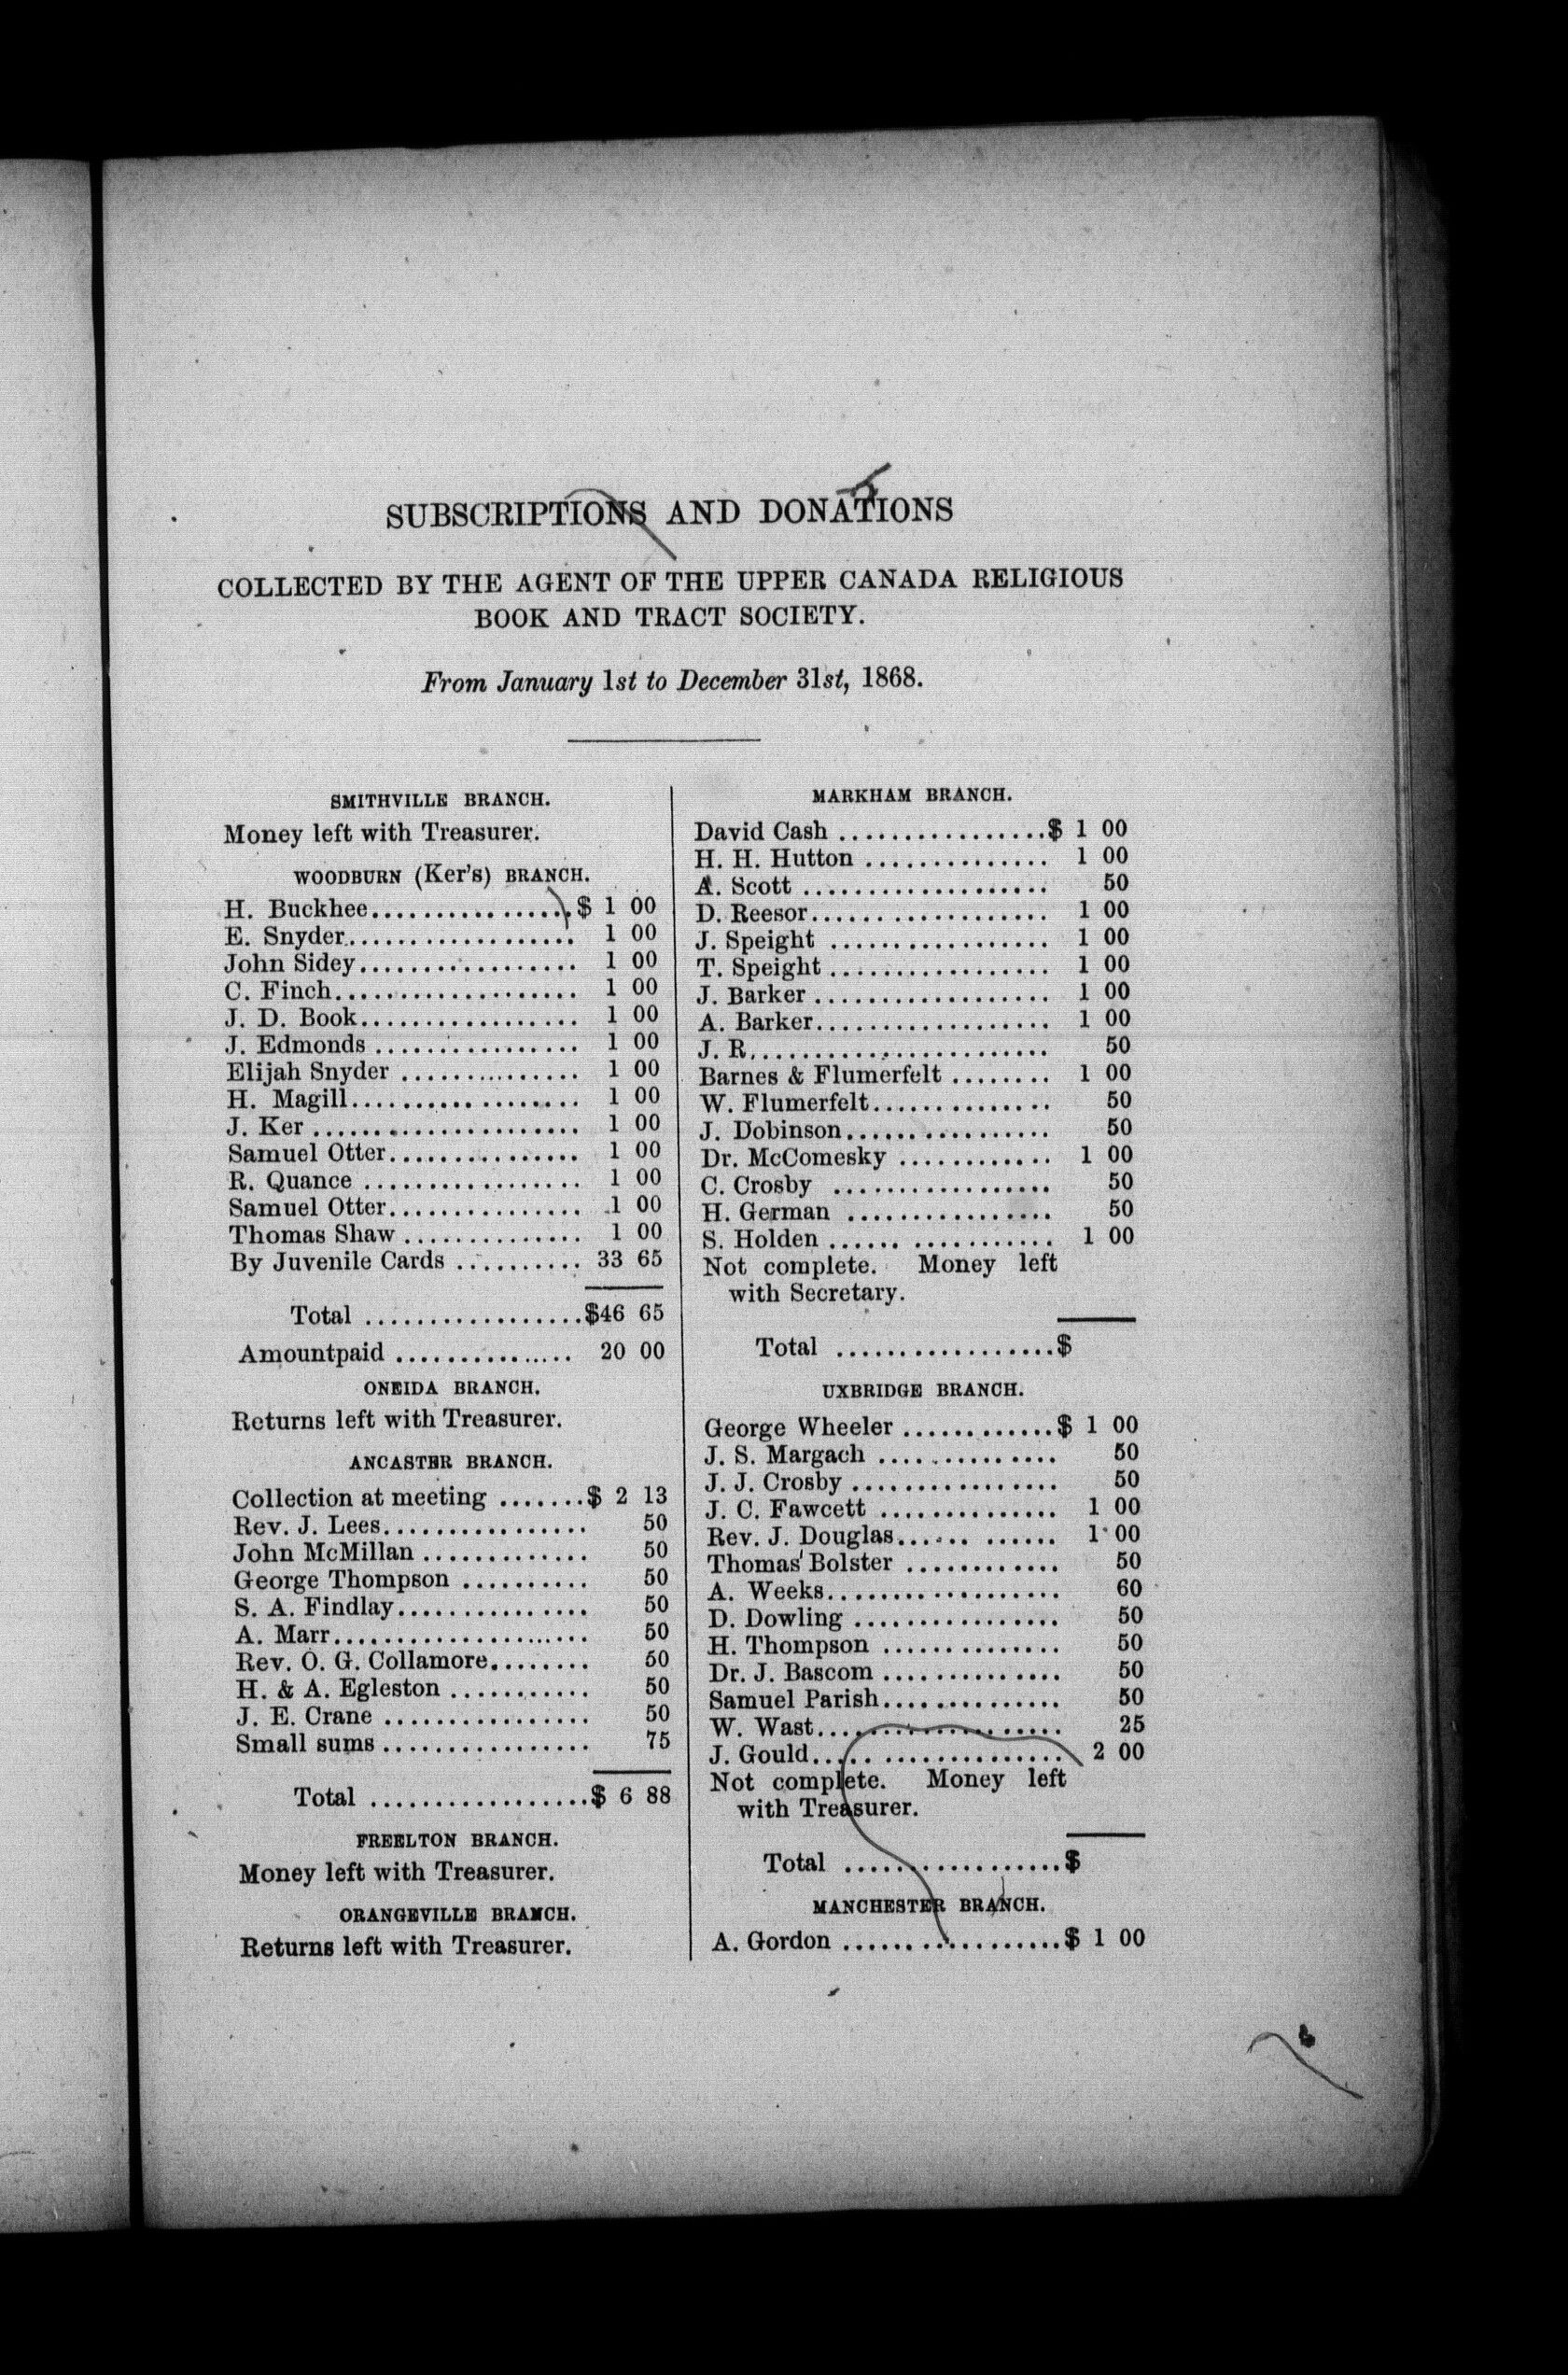 SUBSCRIPTIONS AND DONATIONS
COLLECTED BY THE AGENT OF THE UPPER CANADA RELIGIOUS
BOOK AND TRACT SOCIETY.
From January 1st to December 31st, 1868.
SMITHVILLE BRANCH.
Money left with Treasurer.
WOODBURN (Ker's) BRANCH.
H. Buckhee................$ 1 00
E. Snyder.................. 1 00
John Sidey................. 1 00
C. Finch................... 1 00
J. D. Book................. 1 00
J. Edmonds ................ 1 00
Elijah Snyder .............. 1 00
H. Magill.................. 1 00
J. Ker ..................... 1 00
Samuel Otter............... 1 00
R. Quance ................. 1 00
Samuel Otter............... 1 00
Thomas Shaw .............. 1 00
By Juvenile Cards .......... 33 65
Total .................$46 65
Amountpaid .............. 20 00
ONEIDA BRANCH.
Returns left with Treasurer.
ANCASTER BRANCH.
Collection at meeting .......$ 2 13
Rev. J. Lees................ 50
John McMillan ............. 50
George Thompson .......... 50
S. A. Findlay............... 50
A. Marr.................... 50
Rev. O. G. Collamore........ 50
H. & A. Egleston ........... 50
J. E. Crane ................ 50
Small sums ................ 75
Total .................$ 6 88
FREELTON BRANCH.
Money left with Treasurer.
ORANGEVILLE BRANCH.
Returns left with Treasurer.
MARKHAM BRANCH.
David Cash ................$ 1 00
H. H. Hutton .............. 1 00
A. Scott ................... 50
D. Reesor................... 1 00
J. Speight ................. 1 00
T. Speight ................. 1 00
J. Barker .................. 1 00
A. Barker.................. 1 00
J. R....................... 50
Barnes & Flumerfelt ........ 1 00
W. Flumerfelt.............. 50
J. Dobinson................ 50
Dr. McComesky ............ 1 00
C. Crosby ................. 50
H. German ................ 50
S. Holden ...... ........... 1 00
Not complete. Money left
with Secretary.
Total .................$
UXBRIDGE BRANCH.
George Wheeler ............$ 1 00
J. S. Margach .............. 50
J. J. Crosby ................ 50
J. C. Fawcett .............. 1 00
Rev. J. Douglas...... ...... 1 00
Thomas Bolster ............ 50
A. Weeks.................. 60
D. Dowling ................ 50
H. Thompson .............. 50
Dr. J. Bascom .............. 50
Samuel Parish.............. 50
W. Wast................... 25
J. Gould..... .............. 2 00
Not complete. Money left
with Treasurer.
Total .................$
MANCHESTER BRANCH.
A. Gordon .................$ 1 00